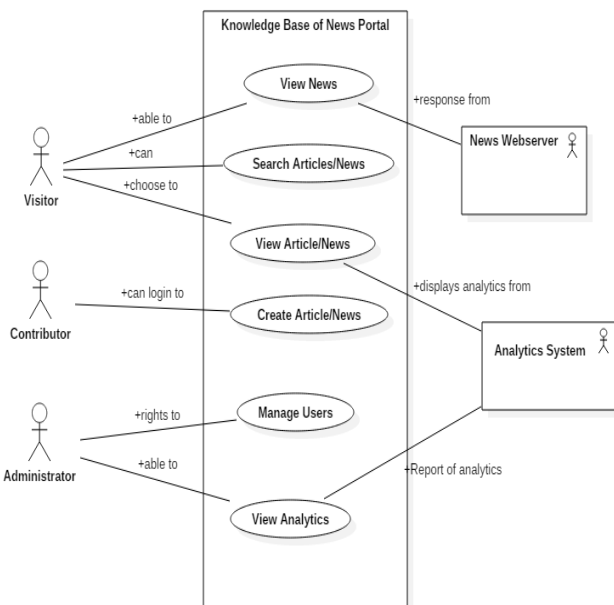 Knowledge Base of News Portal
View News
+response from
+able to
News Webserver
+can
Search Articles/News
+choose to
Visitor
View Article/News
+displays analytics from
+can login to
Create Article/News
Contributor
Analytics System
+rights to
Manage Users
+able to
+Report of analytics
Administrator
View Analytics